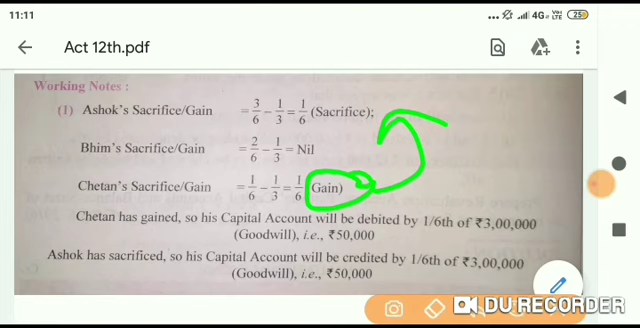 11:11
4G
25
Act 12th.pdf
Working Notes :
(1) Ashok's Sacrifice/Gain = 3/6 − 1/3 = 1/6 (Sacrifice);
Bhim's Sacrifice/Gain = 2/6 − 1/3 = Nil
Chetan's Sacrifice/Gain = 1/6 − 1/3 = 1/6 Gain)
Chetan has gained, so his Capital Account will be debited by 1/6th of ₹3,00,000
(Goodwill), i.e., ₹50,000
Ashok has sacrificed, so his Capital Account will be credited by 1/6th of ₹3,00,000
(Goodwill), i.e., ₹50,000
DU RECORDER